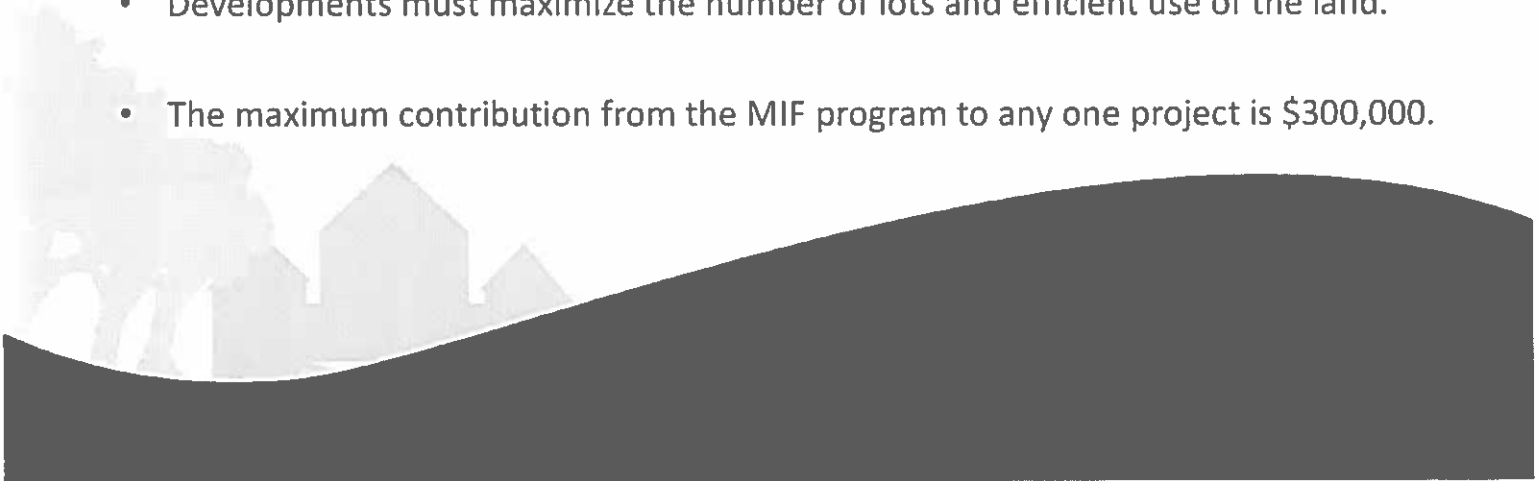 • Developments must maximize the number of lots and efficient use of the land.
• The maximum contribution from the MIF program to any one project is $300,000.